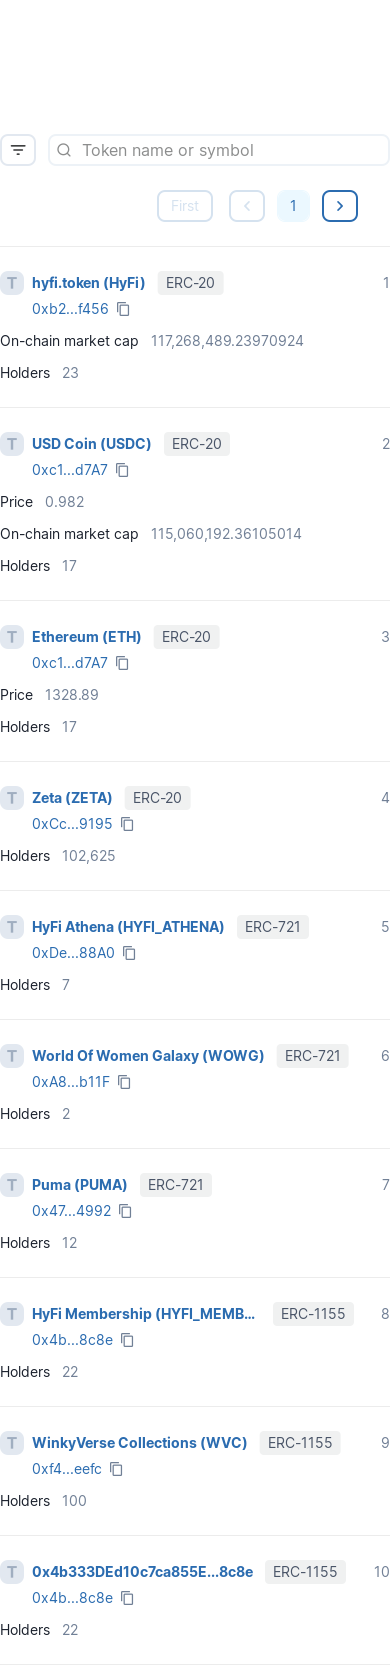 Token name or symbol
First
1
T hyfi.token (HyFi) ERC-20 1
0xb2...f456
On-chain market cap 117,268,489.23970924
Holders 23
T USD Coin (USDC) ERC-20 2
0xc1...d7A7
Price 0.982
On-chain market cap 115,060,192.36105014
Holders 17
T Ethereum (ETH) ERC-20 3
0xc1...d7A7
Price 1328.89
Holders 17
T Zeta (ZETA) ERC-20 4
0xCc...9195
Holders 102,625
T HyFi Athena (HYFI_ATHENA) ERC-721 5
0xDe...88A0
Holders 7
T World Of Women Galaxy (WOWG) ERC-721 6
0xA8...b11F
Holders 2
T Puma (PUMA) ERC-721 7
0x47...4992
Holders 12
T HyFi Membership (HYFI_MEMB... ERC-1155 8
0x4b...8c8e
Holders 22
T WinkyVerse Collections (WVC) ERC-1155 9
0xf4...eefc
Holders 100
T 0x4b333DEd10c7ca855E...8c8e ERC-1155 10
0x4b...8c8e
Holders 22